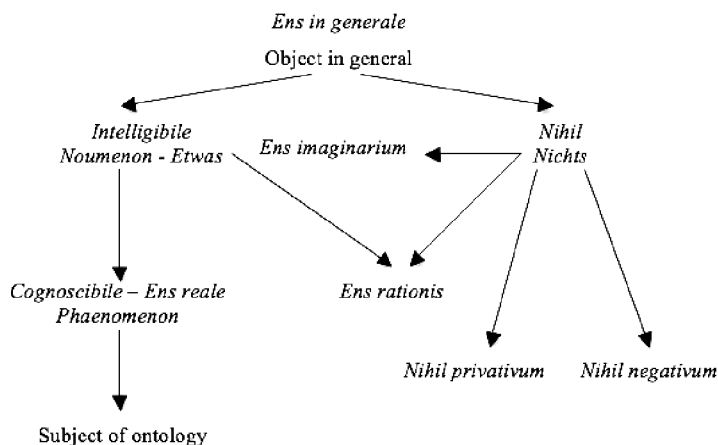 Ens in generale
Object in general
Intelligibile
Noumenon - Etwas
Ens imaginarium
Nihil
Nichts
Cognoscibile – Ens reale
Phaenomenon
Ens rationis
Nihil privativum
Nihil negativum
Subject of ontology